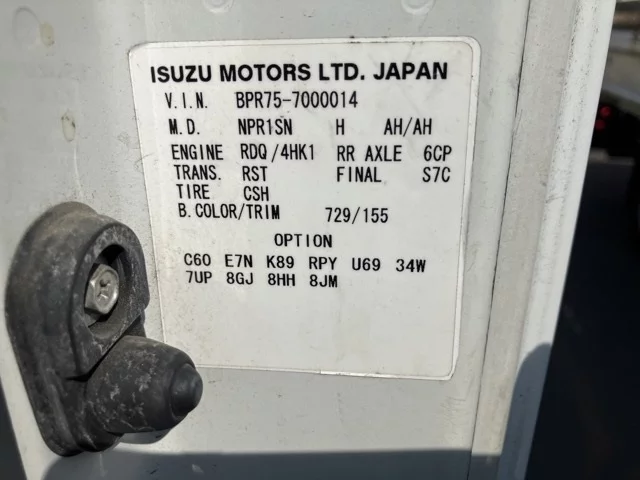 ISUZU MOTORS LTD. JAPAN
V.I.N. BPR75-7000014
M.D. NPR1SN H AH/AH
ENGINE RDQ/4HK1 RR AXLE 6CP
TRANS. RST FINAL S7C
TIRE CSH
B.COLOR/TRIM 729/155
OPTION
C60 E7N K89 RPY U69 34W
7UP 8GJ 8HH 8JM